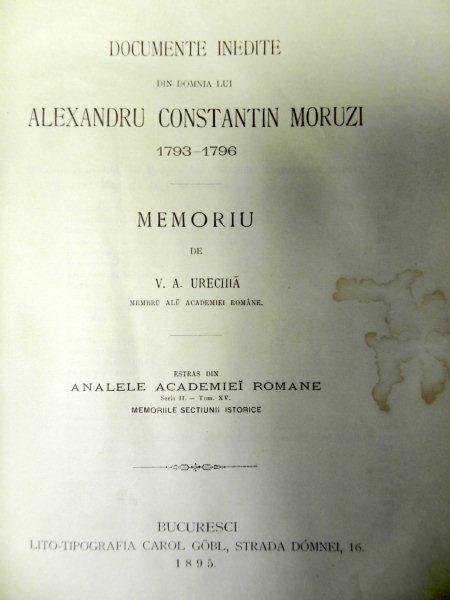 DOCUMENTE INEDITE
DIN DOMNIA LUI
ALEXANDRU CONSTANTIN MORUZI
1793-1796
MEMORIU
DE
V. A. URECHIĂ
MEMBRU ALŬ ACADEMIEI ROMÂNE.
ESTRAS DIN
ANALELE ACADEMIEĬ ROMANE
Seria II. — Tom. XV.
MEMORIILE SECTIUNII ISTORICE
BUCURESCI
LITO-TIPOGRAFIA CAROL GÖBL, STRADA DÓMNEI, 16.
1895.